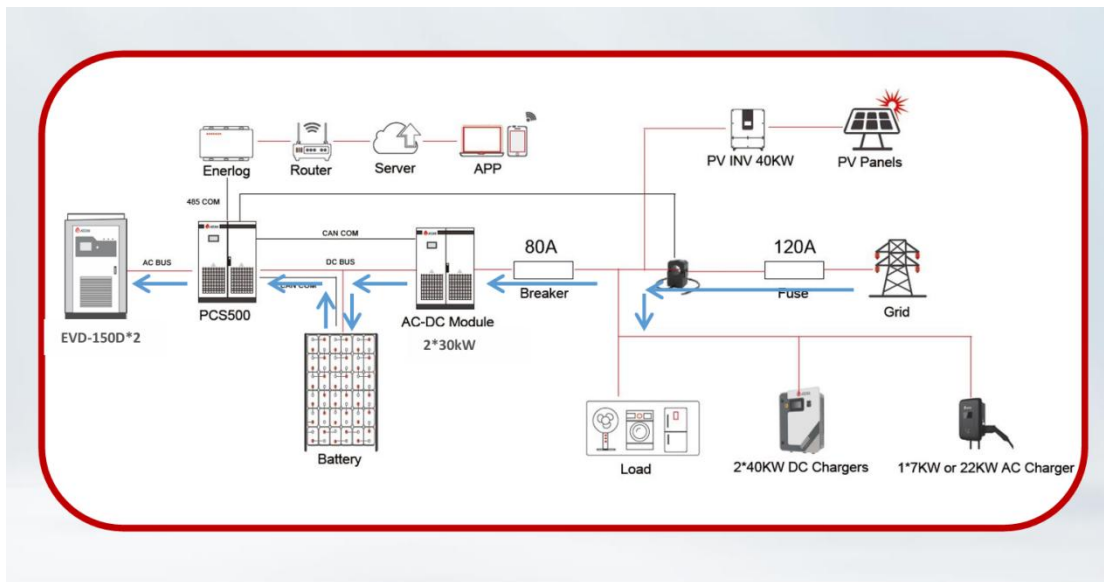 PV INV 40KW
PV Panels
Enerlog
Router
Server
APP
485 COM
CAN COM
80A
120A
AC BUS
DC BUS
Breaker
Fuse
Grid
CAN COM
PCS500
AC-DC Module
EVD-150D*2
2*30kW
Battery
Load
2*40KW DC Chargers
1*7KW or 22KW AC Charger